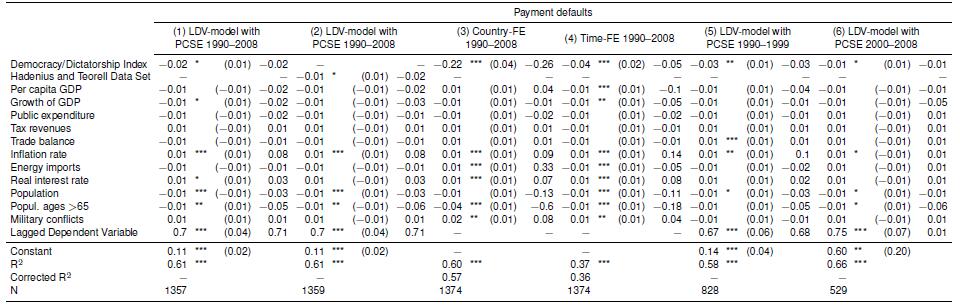 Payment defaults
(1) LDV-model with (2) LDV-model with (3) Country-FE (4) Time-FE 1990–2008 (5) LDV-model with (6) LDV-model with
PCSE 1990–2008 PCSE 1990–2008 1990–2008 PCSE 1990–1999 PCSE 2000–2008
Democracy/Dictatorship Index −0.02 * (0.01) −0.02 – – −0.22 *** (0.04) −0.26 −0.04 *** (0.02) −0.05 −0.03 ** (0.01) −0.03 −0.01 * (0.01) −0.01
Hadenius and Teorell Data Set – – −0.01 * (0.01) −0.02
Per capita GDP −0.01 (−0.01) −0.02 −0.01 (−0.01) −0.02 0.01 (0.01) 0.04 −0.01 *** (0.01) −0.1 −0.01 (0.01) −0.04 −0.01 (−0.01) −0.01
Growth of GDP −0.01 * (0.01) −0.02 −0.01 (−0.01) −0.03 −0.01 (0.01) −0.01 −0.01 ** (0.01) −0.05 −0.01 (0.01) −0.01 −0.01 (−0.01) −0.05
Public expenditure −0.01 (−0.01) −0.02 −0.01 (−0.01) −0.01 −0.01 (0.01) −0.02 −0.01 (0.01) −0.02 −0.01 (0.01) −0.01 0.01 (−0.01) 0.01
Tax revenues 0.01 (−0.01) 0.01 0.01 (−0.01) 0.01 0.01 (0.01) 0.01 −0.01 (0.01) −0.01 0.01 (0.01) 0.01 0.01 (−0.01) 0.01
Trade balance −0.01 (−0.01) −0.01 −0.01 (−0.01) −0.01 0.01 (0.01) 0.01 −0.01 (0.01) −0.01 0.01 *** (0.01) 0.01 0.01 (−0.01) 0.01
Inflation rate 0.01 *** (0.01) 0.08 0.01 *** (0.01) 0.08 0.01 *** (0.01) 0.09 0.01 *** (0.01) 0.14 0.01 ** (0.01) 0.1 0.01 * (−0.01) 0.01
Energy imports −0.01 (−0.01) −0.01 −0.01 (−0.01) −0.01 0.01 *** (0.01) 0.33 −0.01 *** (0.01) −0.05 −0.01 (0.01) −0.02 0.01 (−0.01) 0.01
Real interest rate 0.01 * (0.01) 0.03 0.01 (−0.01) 0.03 0.01 *** (0.01) 0.07 0.01 *** (0.01) 0.08 0.01 (0.01) 0.02 0.01 (−0.01) 0.01
Population −0.01 *** (−0.01) −0.03 −0.01 *** (0.01) −0.03 −0.01 (0.01) −0.13 −0.01 *** (0.01) −0.11 −0.01 * (0.01) −0.03 −0.01 * (0.01) −0.01
Popul. ages >65 −0.01 ** (0.01) −0.05 −0.01 ** (−0.01) −0.06 −0.04 *** (0.01) −0.6 −0.01 *** (0.01) −0.18 −0.01 (0.01) −0.05 −0.01 * (0.01) −0.06
Military conflicts 0.01 (0.01) 0.01 0.01 (−0.01) 0.01 0.02 ** (0.01) 0.08 0.01 ** (0.01) 0.04 −0.01 (0.01) −0.01 0.01 (−0.01) 0.01
Lagged Dependent Variable 0.7 *** (0.04) 0.71 0.7 *** (0.04) 0.71 – – – – 0.67 *** (0.06) 0.68 0.75 *** (0.07) 0.01
Constant 0.11 *** (0.02) 0.11 *** (0.02) – – 0.14 *** (0.04) 0.60 ** (0.20)
R² 0.61 *** 0.61 *** 0.60 *** 0.37 *** 0.58 *** 0.66 ***
Corrected R² – – 0.57 0.36 – –
N 1357 1359 1374 1374 828 529